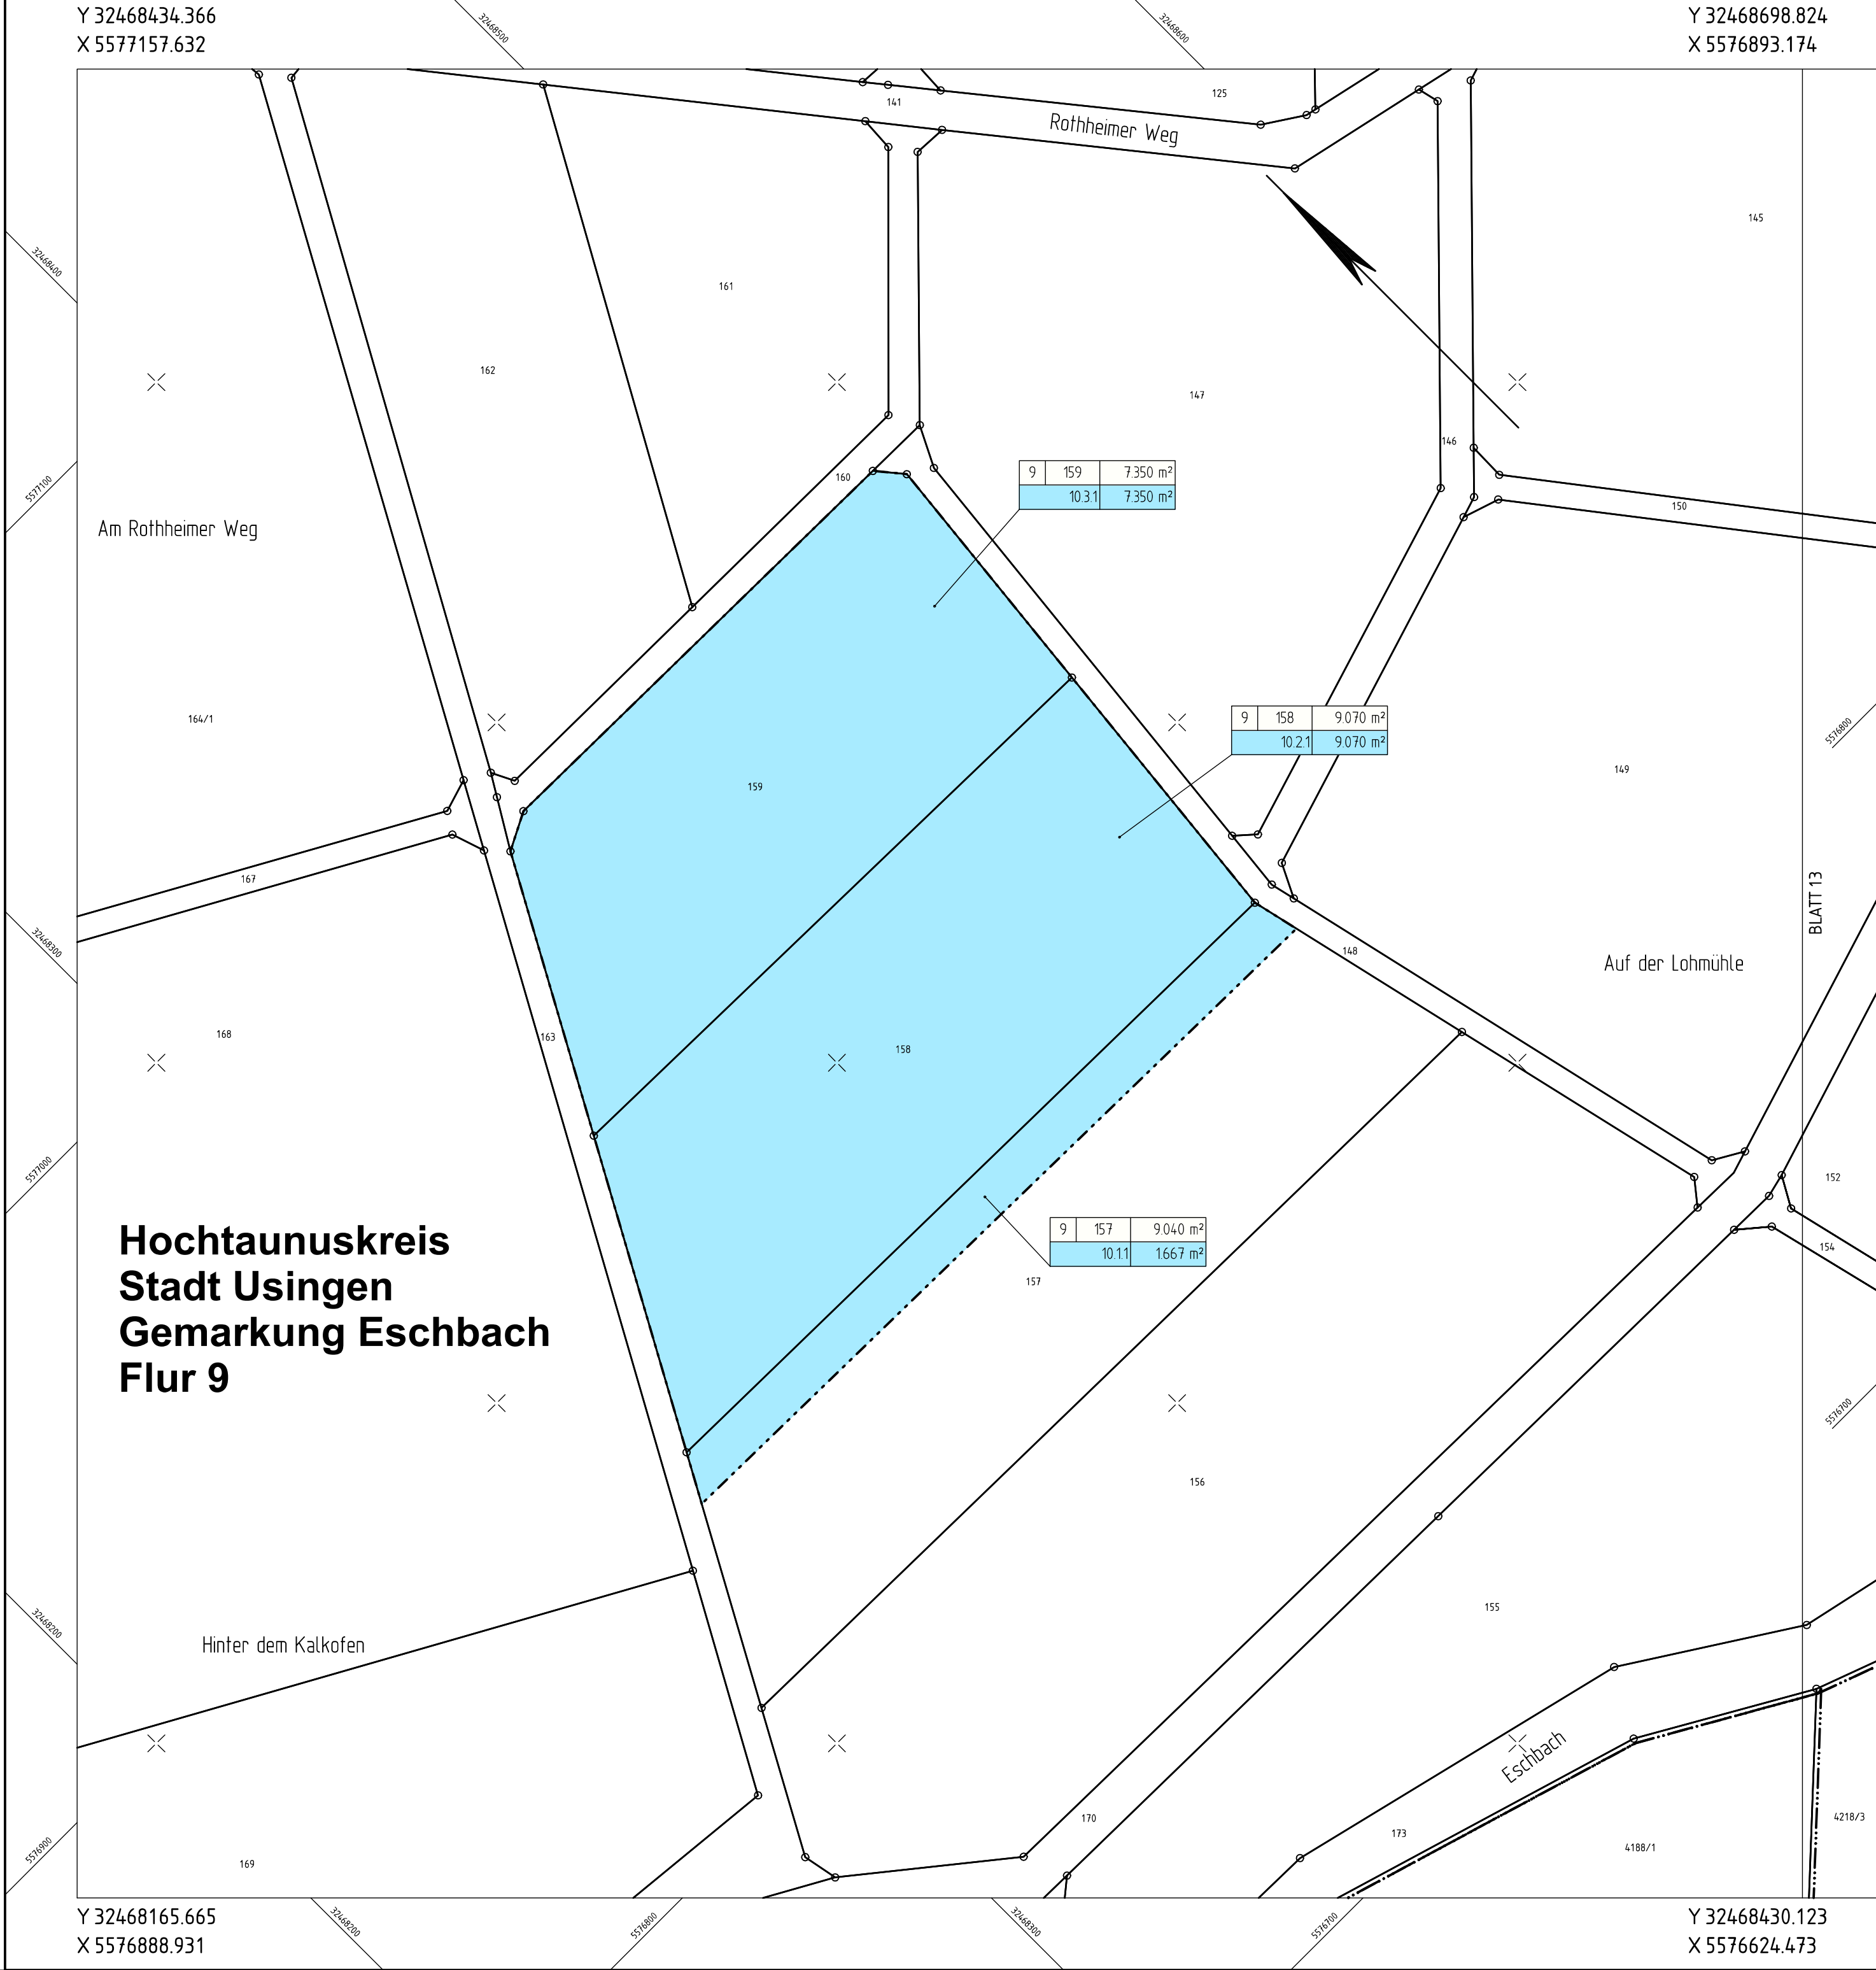 Y 32468434.366
X 5577157.632
32468500
32468600
Y 32468698.824
X 5576893.174
141
125
Rothheimer Weg
145
32468400
161
162
147
146
9 159 7.350 m²
10.3.1 7.350 m²
160
5577100
150
Am Rothheimer Weg
164/1
9 158 9.070 m²
10.2.1 9.070 m²
5576800
149
159
167
BLATT 13
32468300
148
Auf der Lohmühle
168
163
158
5577000
152
Hochtaunuskreis
Stadt Usingen
Gemarkung Eschbach
Flur 9
9 157 9.040 m²
10.1.1 1.667 m²
154
157
5576700
156
155
32468200
Hinter dem Kalkofen
Eschbach
170
173
4218/3
4188/1
5576900
169
Y 32468165.665
X 5576888.931
32468200
5576800
32468300
5576700
Y 32468430.123
X 5576624.473